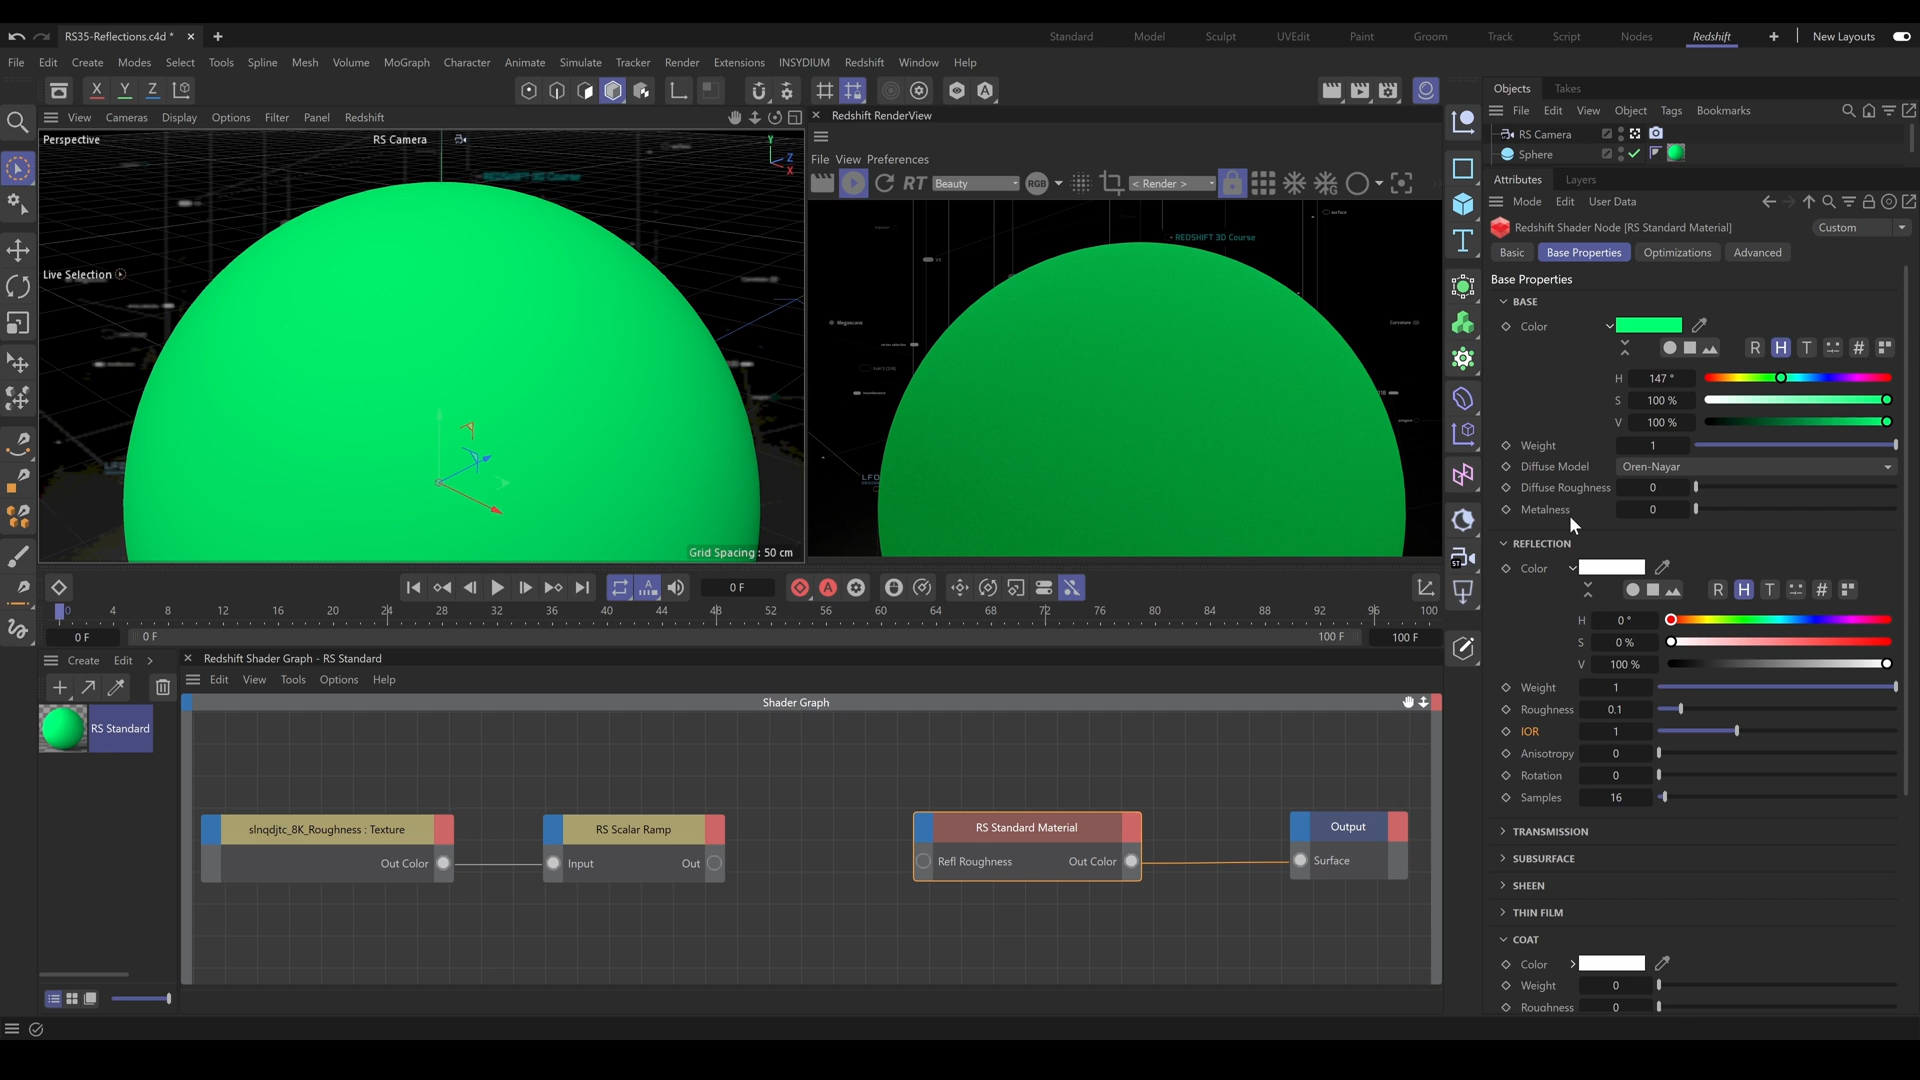 RS35-Reflections.c4d *
Standard Model Sculpt UVEdit Paint Groom Track Script Nodes Redshift New Layouts
File Edit Create Modes Select Tools Spline Mesh Volume MoGraph Character Animate Simulate Tracker Render Extensions INSYDIUM Redshift Window Help
X Y Z
View Cameras Display Options Filter Panel Redshift
Perspective
RS Camera
Y
Z
X
REDSHIFT 3D Course
Live Selection
Grid Spacing : 50 cm
Redshift RenderView
File View Preferences
RT Beauty RGB < Render >
REDSHIFT 3D Course
LFO
Objects Takes
File Edit View Object Tags Bookmarks
RS Camera
Sphere
Attributes Layers
Mode Edit User Data
Redshift Shader Node [RS Standard Material] Custom
Basic Base Properties Optimizations Advanced
Base Properties
BASE
Color
R H T #
H 147 °
S 100 %
V 100 %
Weight 1
Diffuse Model Oren-Nayar
Diffuse Roughness 0
Metalness 0
REFLECTION
Color
R H T #
H 0 °
S 0 %
V 100 %
Weight 1
Roughness 0.1
IOR 1
Anisotropy 0
Rotation 0
Samples 16
TRANSMISSION
SUBSURFACE
SHEEN
THIN FILM
COAT
Color
Weight 0
Roughness 0
0 F
0 4 8 12 16 20 24 28 32 36 40 44 48 52 56 60 64 68 72 76 80 84 88 92 96 100
0 F 0 F 100 F 100 F
Create Edit
RS Standard
Redshift Shader Graph - RS Standard
Edit View Tools Options Help
Shader Graph
slnqdjtc_8K_Roughness : Texture
Out Color
RS Scalar Ramp
Input Out
RS Standard Material
Refl Roughness Out Color
Output
Surface